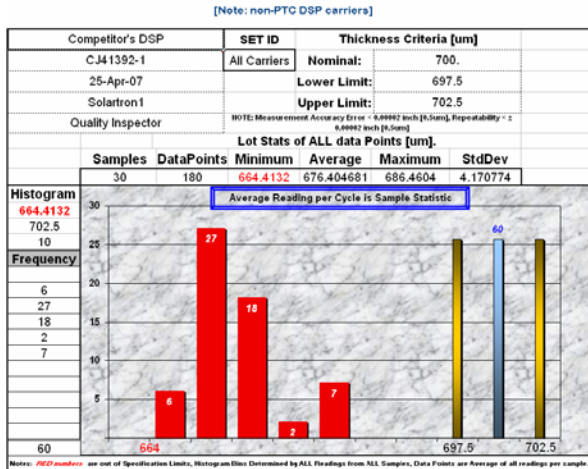 [Note: non-PTC DSP carriers]
Competitor's DSP SET ID Thickness Criteria [um]
CJ41392-1 All Carriers Nominal: 700.
25-Apr-07 Lower Limit: 697.5
Solartron1 Upper Limit: 702.5
Quality Inspector NOTE: Measurement Accuracy Error < 0.00002 inch [0.5um], Repeatability < ± 0.00002 inch [0.5um]
Lot Stats of ALL data Points [um].
Samples DataPoints Minimum Average Maximum StdDev
30 180 664.4132 676.404681 686.4604 4.170774
Histogram
664.4132
702.5
10
Frequency
6
27
18
2
7
60
Average Reading per Cycle is Sample Statistic
30
25
20
15
10
5
6
27
18
2
7
60
664 697.5 702.5
Notes: RED numbers are out of Specification Limits, Histogram Bins Determined by ALL Readings from ALL Samples, Data Points are Average of all readings per sample